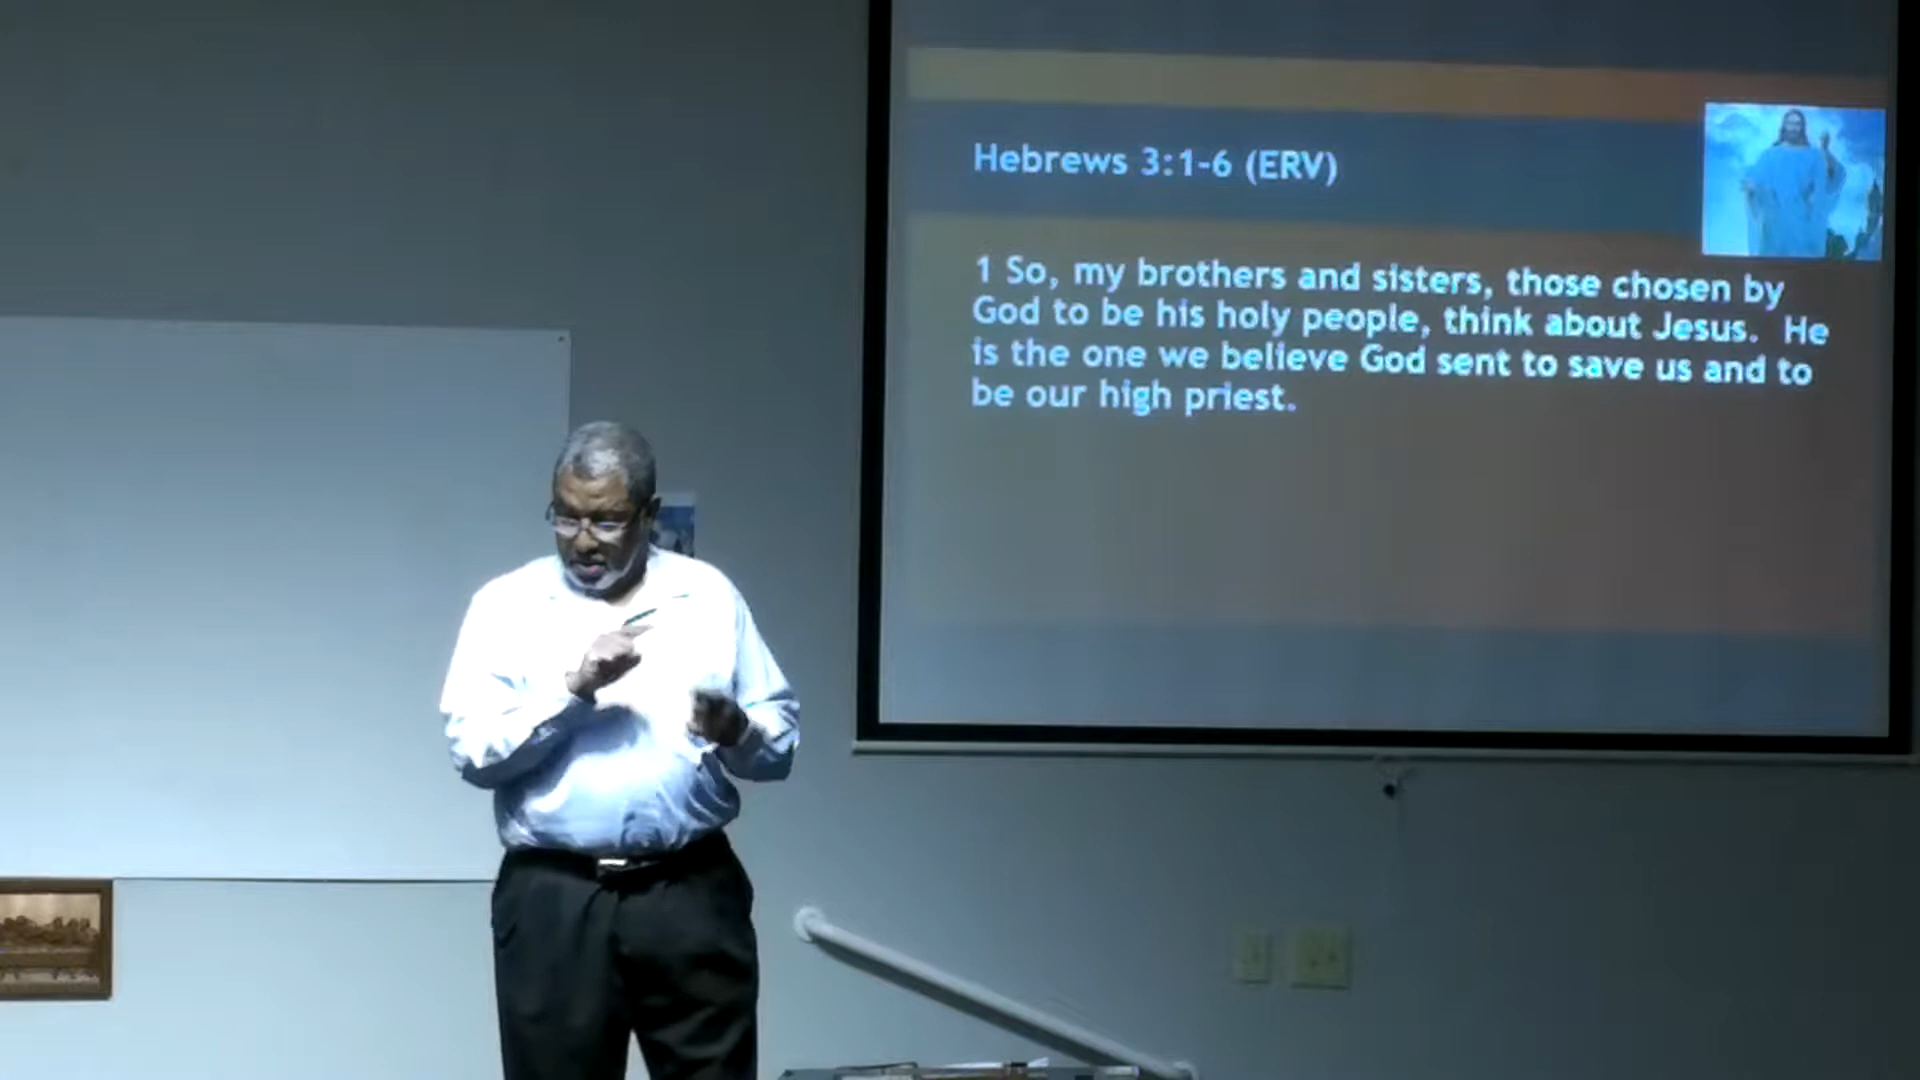 Hebrews 3:1-6 (ERV)
1 So, my brothers and sisters, those chosen by
God to be his holy people, think about Jesus. He
is the one we believe God sent to save us and to
be our high priest.